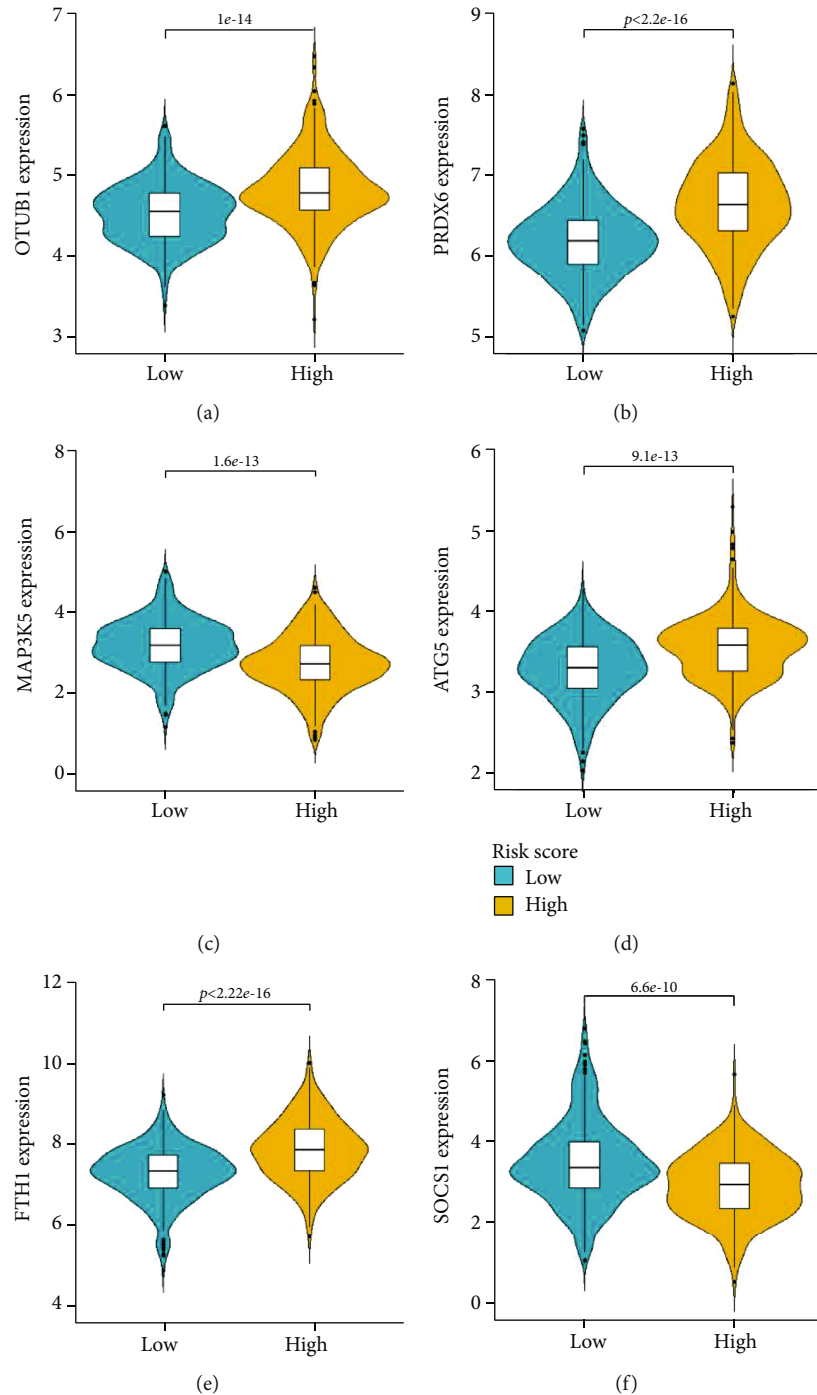 OTUB1 expression
7
6
5
4
3
1e-14
Low
High
(a)
PRDX6 expression
9
8
7
6
5
p<2.2e-16
Low
High
(b)
MAP3K5 expression
8
6
4
2
0
1.6e-13
Low
High
(c)
ATG5 expression
6
5
4
3
2
9.1e-13
Low
High
Risk score
Low
High
(d)
FTH1 expression
12
10
8
6
4
p<2.22e-16
Low
High
(e)
SOCS1 expression
8
6
4
2
0
6.6e-10
Low
High
(f)